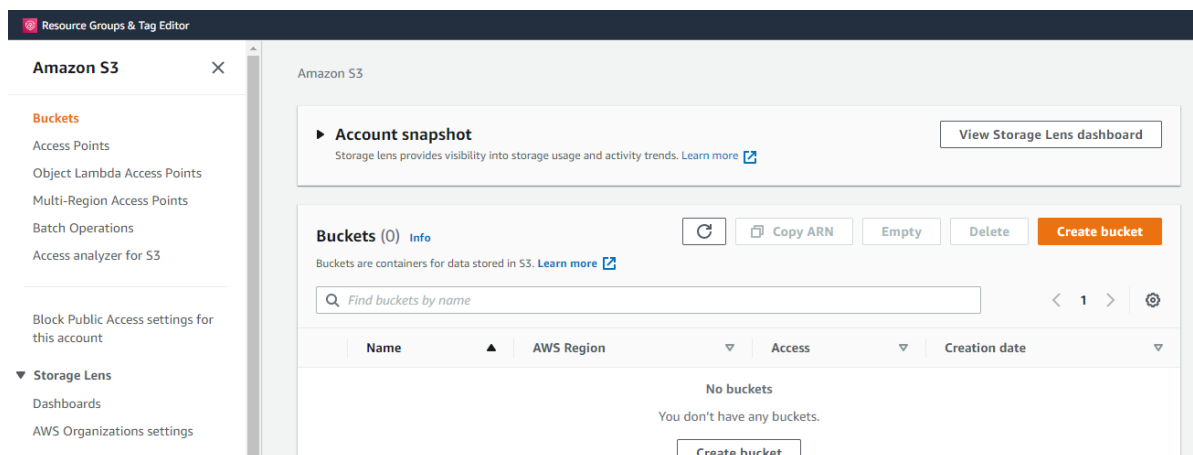 Resource Groups & Tag Editor
Amazon S3
Buckets
Access Points
Object Lambda Access Points
Multi-Region Access Points
Batch Operations
Access analyzer for S3
Block Public Access settings for
this account
Storage Lens
Dashboards
AWS Organizations settings
Amazon S3
Account snapshot
View Storage Lens dashboard
Storage lens provides visibility into storage usage and activity trends. Learn more
Buckets (0) Info
Copy ARN
Empty
Delete
Create bucket
Buckets are containers for data stored in S3. Learn more
Find buckets by name
1
Name AWS Region Access Creation date
No buckets
You don't have any buckets.
Create bucket